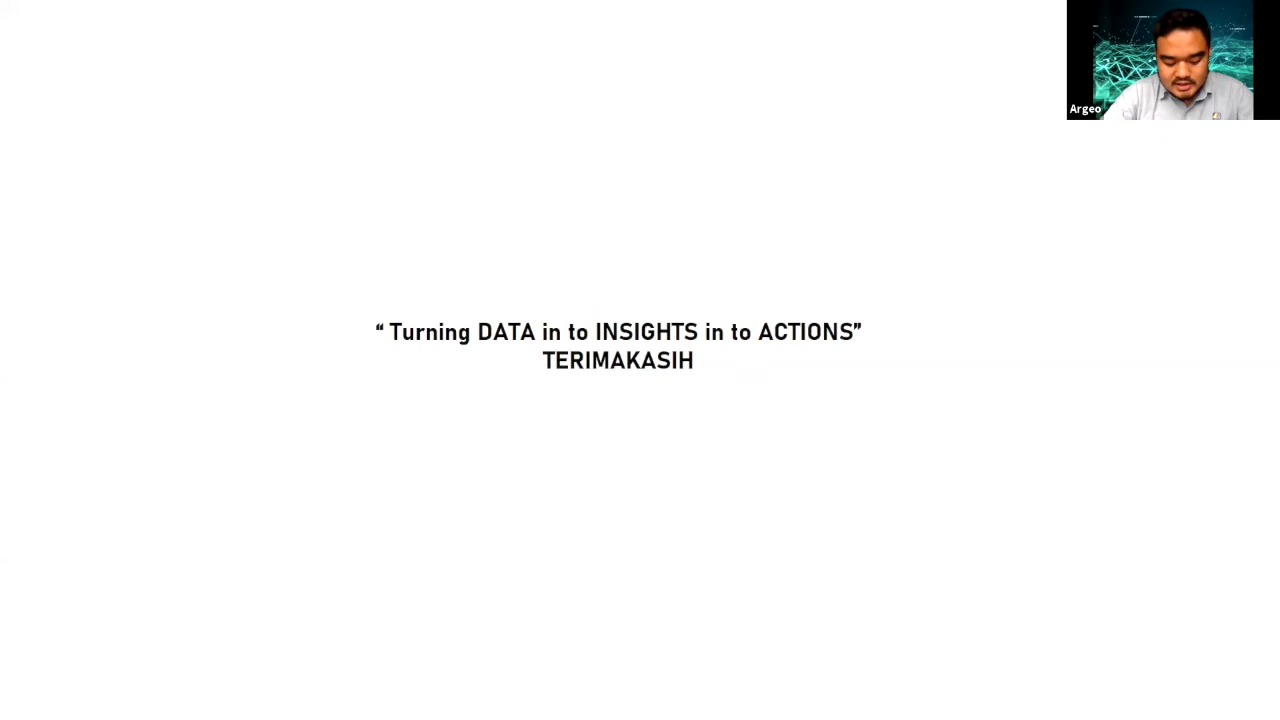 “ Turning DATA in to INSIGHTS in to ACTIONS”
TERIMAKASIH
Argeo